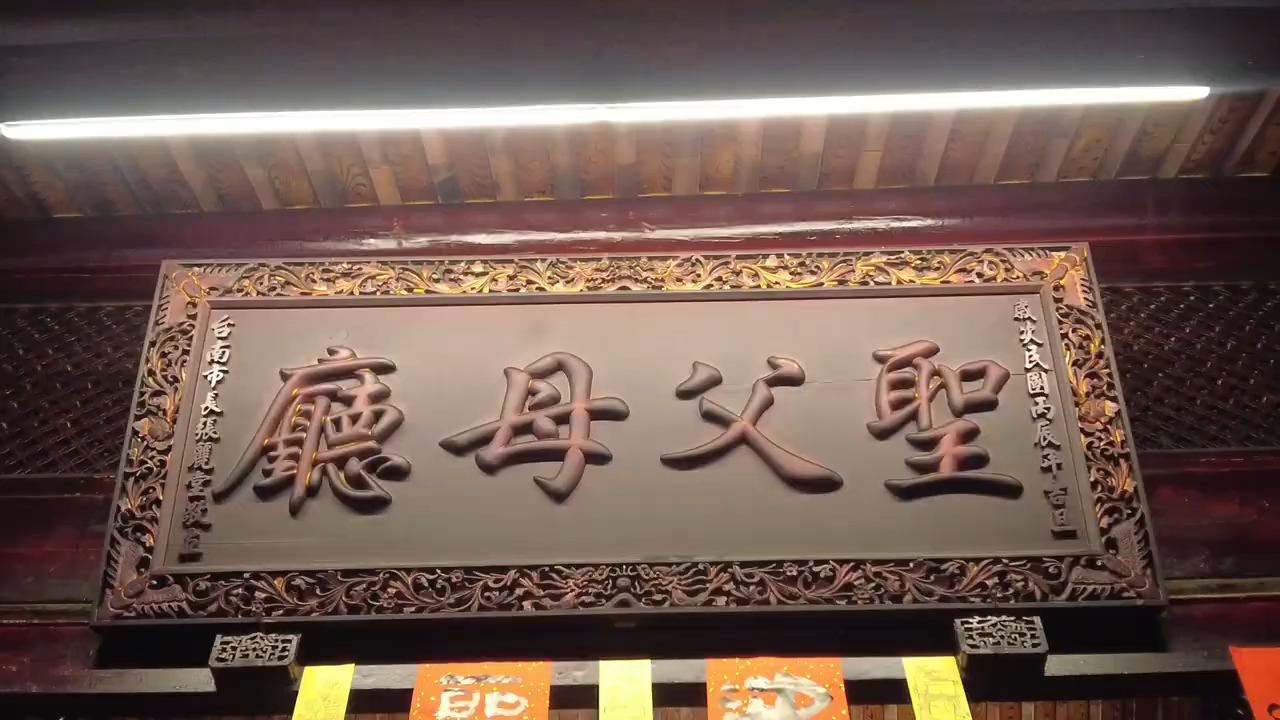 歲次民國丙辰年吉旦
聖父母廳
台南市長張麗堂敬立